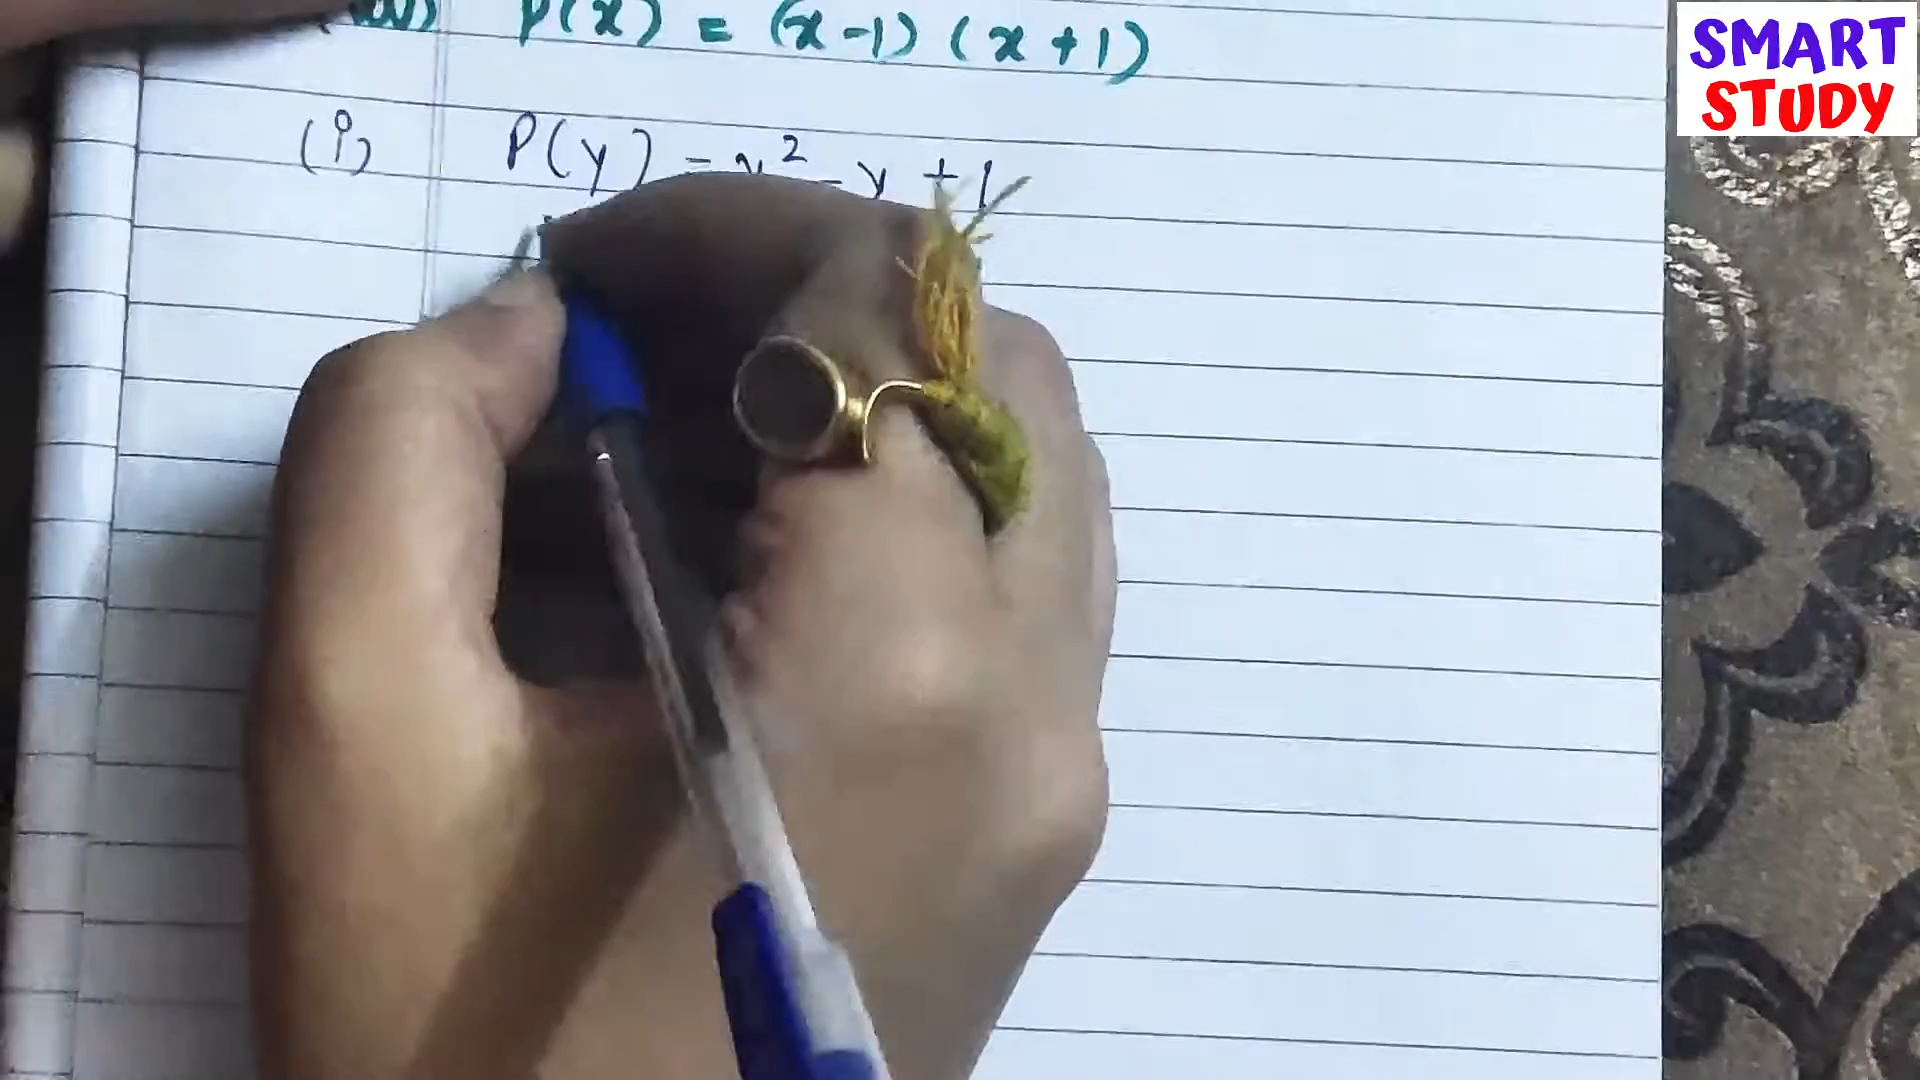 P(x) = (x-1) (x+1)
SMART
STUDY
(i) P(y) = y² - y + 1